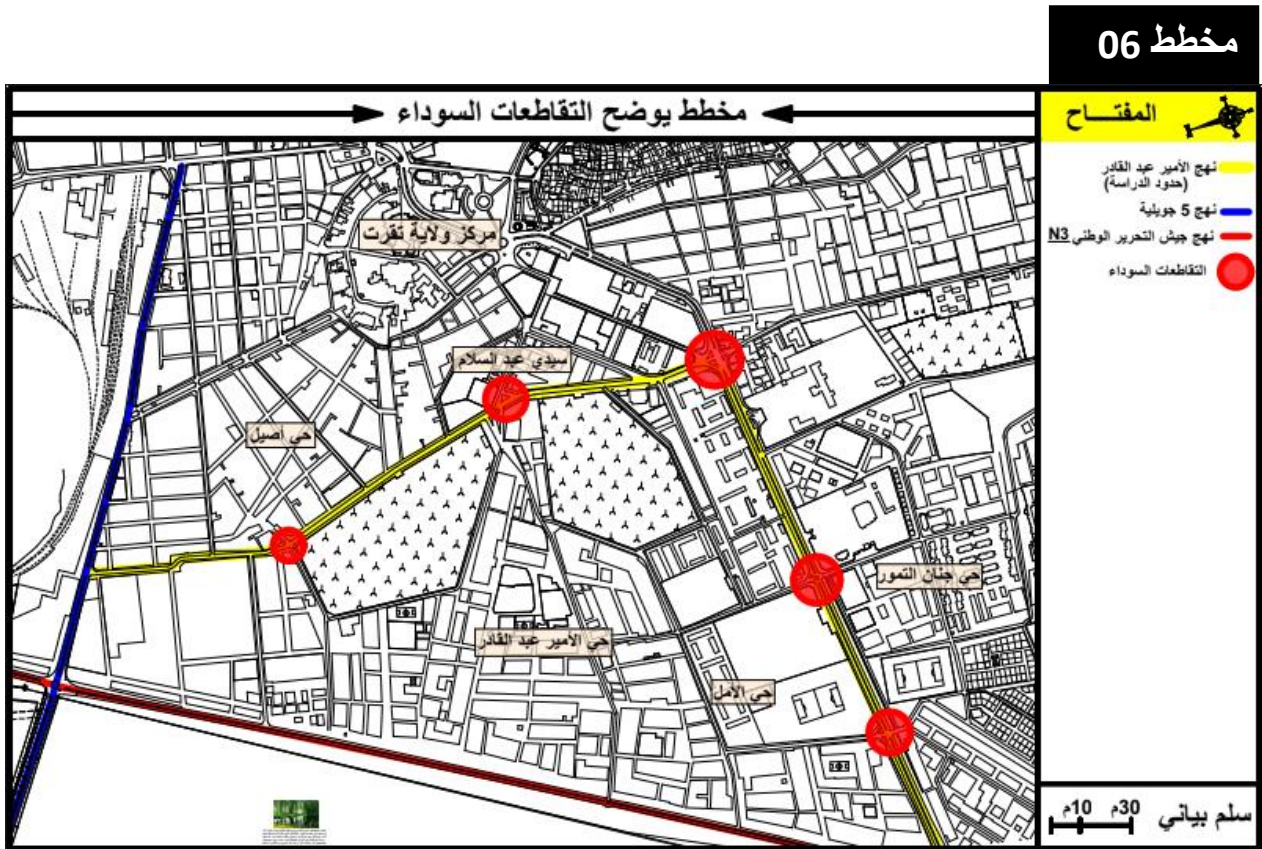 مخطط 06
مخطط يوضح التقاطعات السوداء
المفتــــاح
نهج الأمير عبد القادر
(حدود الدراسة)
نهج 5 جويلية
نهج جيش التحرير الوطني N3
التقاطعات السوداء
مركز ولاية تقرت
سيدي عبد السلام
حي اصيل
حي جنان التمور
حي الأمير عبد القادر
حي الأمل
سلم بياني
30م
10م